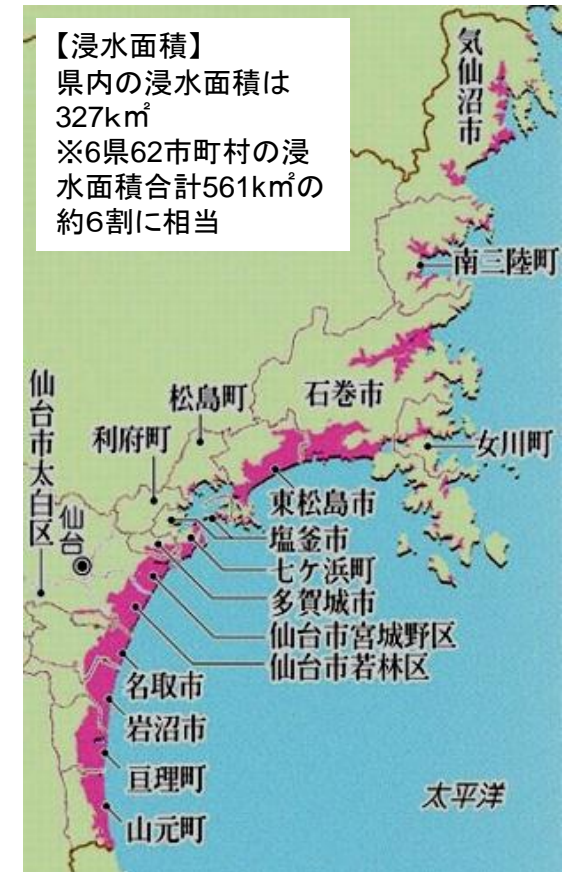 【浸水面積】
県内の浸水面積は
327k㎡
※6県62市町村の浸
水面積合計561k㎡の
約6割に相当
気仙沼市
南三陸町
石巻市
松島町
利府町
女川町
仙台市太白区
仙台
東松島市
塩釜市
七ケ浜町
多賀城市
仙台市宮城野区
仙台市若林区
名取市
岩沼市
亘理町
山元町
太平洋